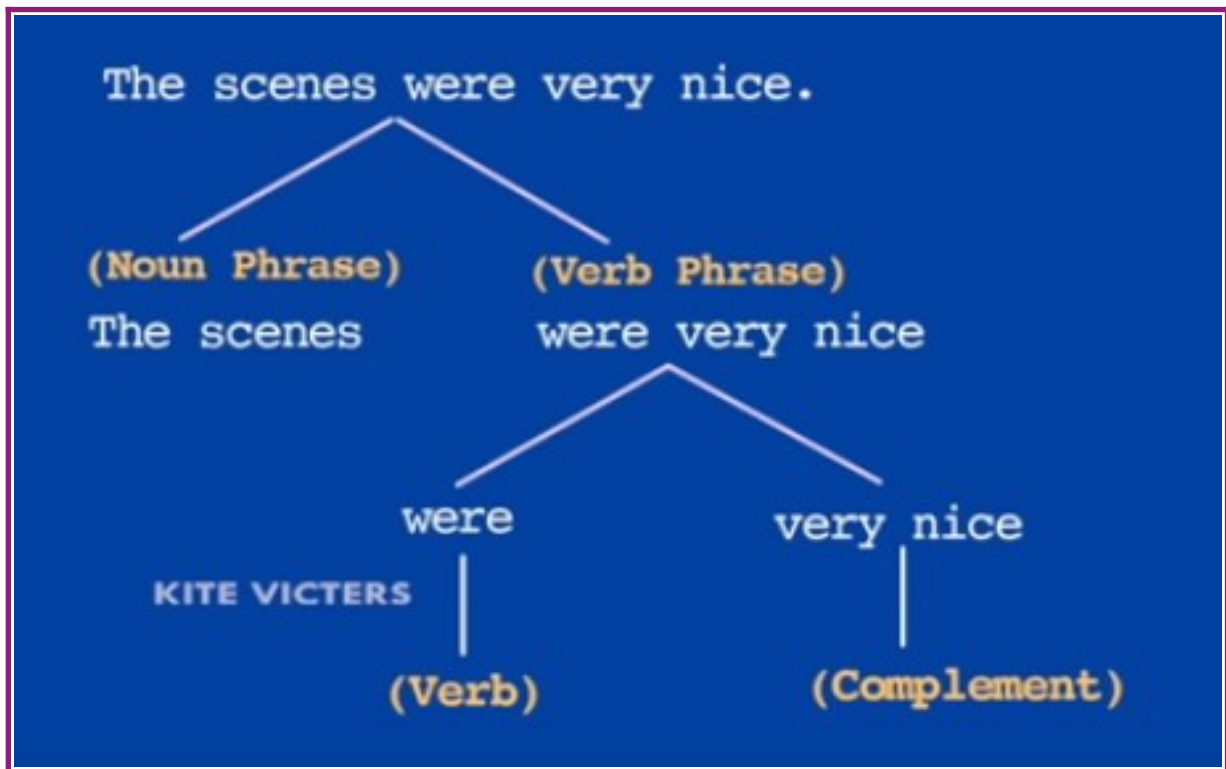 The scenes were very nice.
(Noun Phrase) (Verb Phrase)
The scenes were very nice
were very nice
KITE VICTERS
(Verb) (Complement)